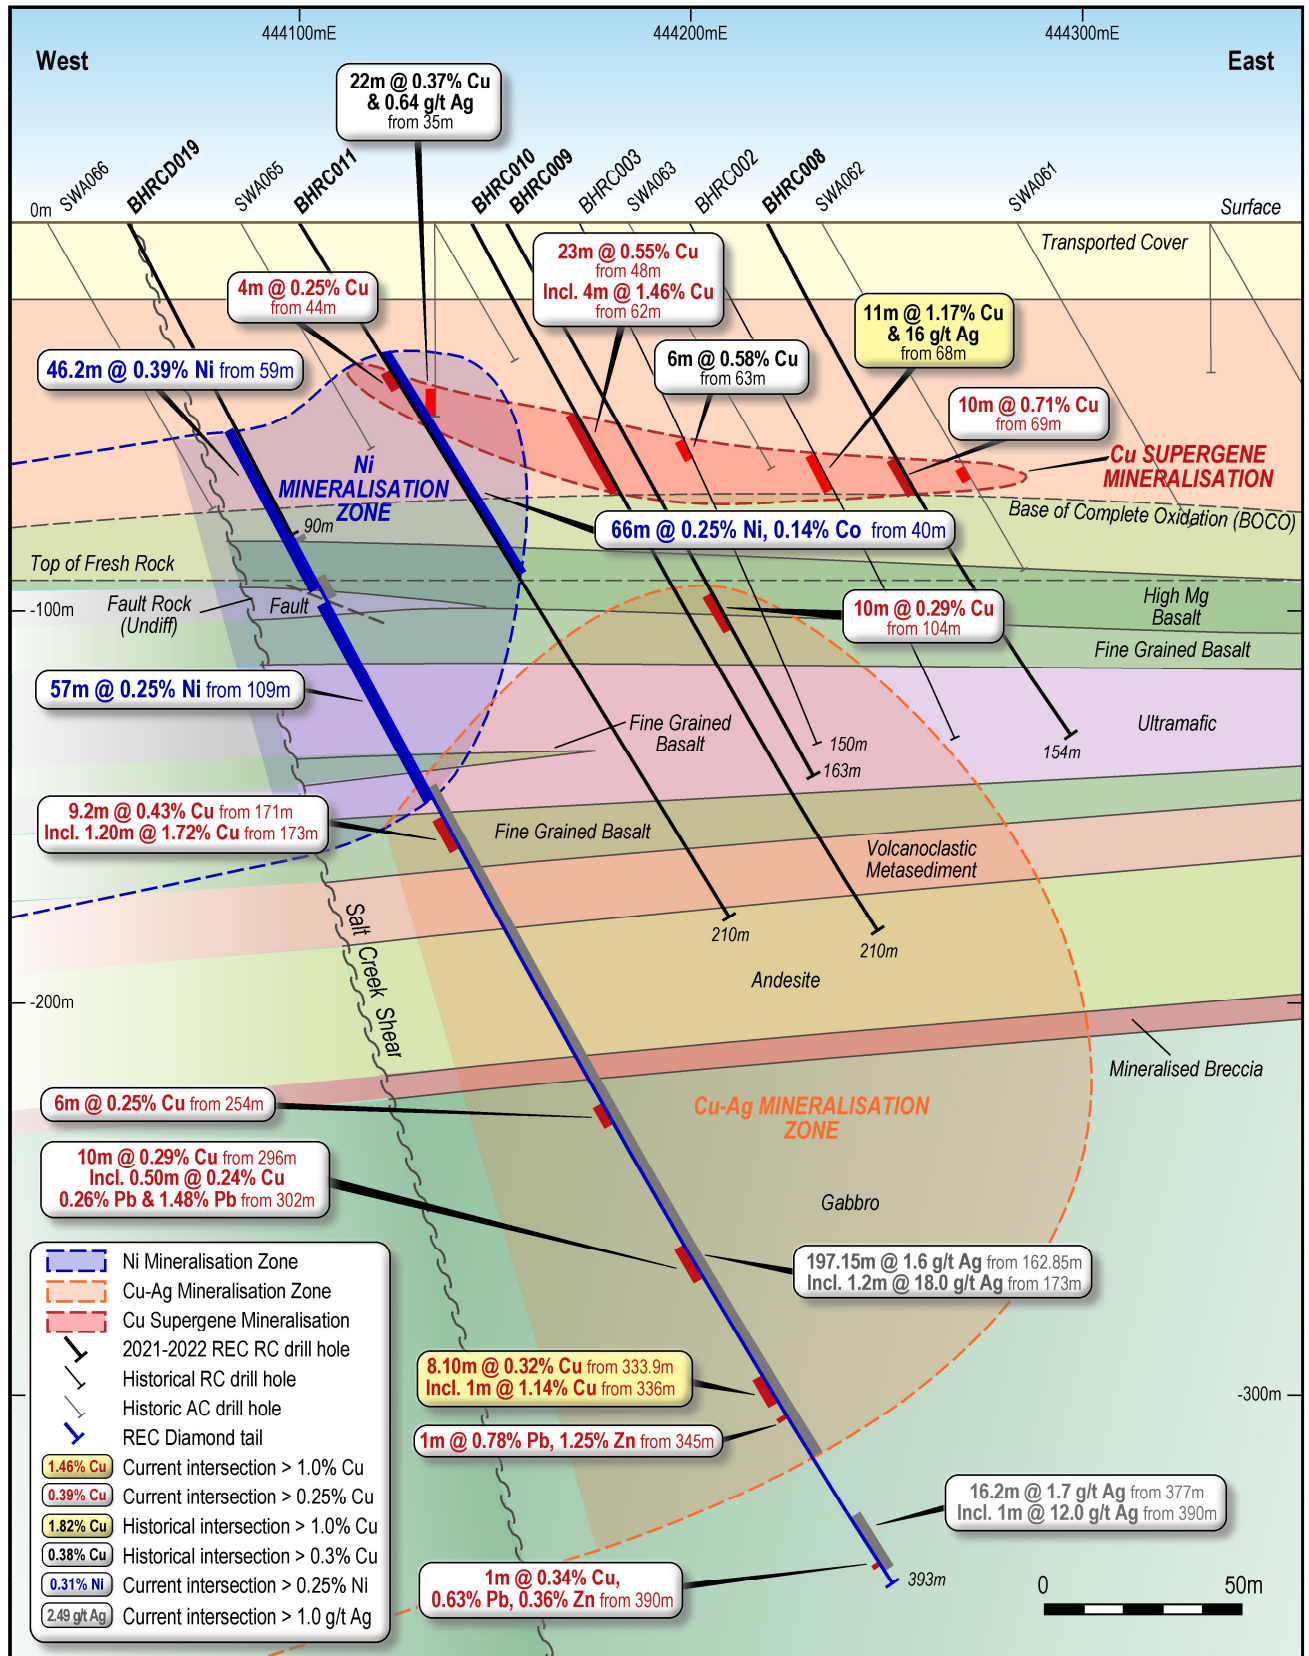 444100mE
444200mE
444300mE
West
East
22m @ 0.37% Cu
& 0.64 g/t Ag
from 35m
SWA066
BHRCD019
SWA065
BHRC011
BHRC010
BHRC009
BHRC003
SWA063
BHRC002
BHRC008
SWA062
SWA061
0m
Surface
Transported Cover
4m @ 0.25% Cu
from 44m
23m @ 0.55% Cu
from 48m
Incl. 4m @ 1.46% Cu
from 62m
11m @ 1.17% Cu
& 16 g/t Ag
from 68m
6m @ 0.58% Cu
from 63m
46.2m @ 0.39% Ni from 59m
10m @ 0.71% Cu
from 69m
Cu SUPERGENE
MINERALISATION
Ni
MINERALISATION
ZONE
Base of Complete Oxidation (BOCO)
90m
66m @ 0.25% Ni, 0.14% Co from 40m
Top of Fresh Rock
-100m
Fault Rock
(Undiff)
Fault
10m @ 0.29% Cu
from 104m
High Mg
Basalt
Fine Grained Basalt
57m @ 0.25% Ni from 109m
Fine Grained
Basalt
Ultramafic
150m
154m
163m
9.2m @ 0.43% Cu from 171m
Incl. 1.20m @ 1.72% Cu from 173m
Fine Grained Basalt
Volcanoclastic
Metasediment
Salt Creek Shear
210m
210m
Andesite
-200m
Mineralised Breccia
6m @ 0.25% Cu from 254m
Cu-Ag MINERALISATION
ZONE
10m @ 0.29% Cu from 296m
Incl. 0.50m @ 0.24% Cu
0.26% Pb & 1.48% Pb from 302m
Gabbro
197.15m @ 1.6 g/t Ag from 162.85m
Incl. 1.2m @ 18.0 g/t Ag from 173m
Ni Mineralisation Zone
Cu-Ag Mineralisation Zone
Cu Supergene Mineralisation
2021-2022 REC RC drill hole
Historical RC drill hole
Historic AC drill hole
REC Diamond tail
1.46% Cu Current intersection > 1.0% Cu
0.39% Cu Current intersection > 0.25% Cu
1.82% Cu Historical intersection > 1.0% Cu
0.38% Cu Historical intersection > 0.3% Cu
0.31% Ni Current intersection > 0.25% Ni
2.49 g/t Ag Current intersection > 1.0 g/t Ag
8.10m @ 0.32% Cu from 333.9m
Incl. 1m @ 1.14% Cu from 336m
-300m
1m @ 0.78% Pb, 1.25% Zn from 345m
16.2m @ 1.7 g/t Ag from 377m
Incl. 1m @ 12.0 g/t Ag from 390m
1m @ 0.34% Cu,
0.63% Pb, 0.36% Zn from 390m
393m
0
50m